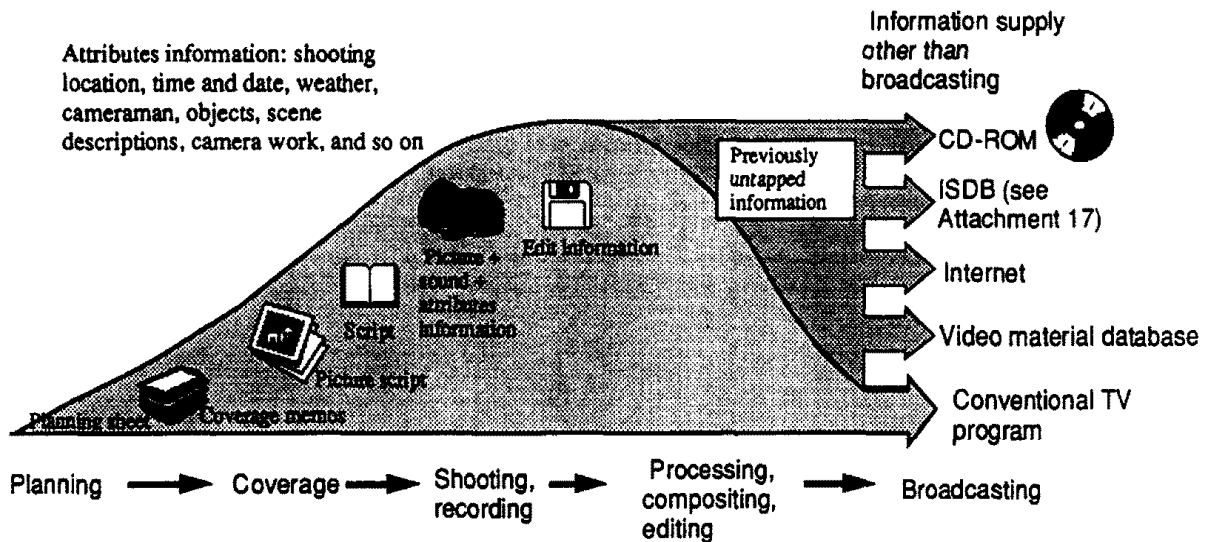 Attributes information: shooting
location, time and date, weather,
cameraman, objects, scene
descriptions, camera work, and so on
Information supply
other than
broadcasting
CD-ROM
Previously
untapped
information
ISDB (see
Attachment 17)
Internet
Video material database
Conventional TV
program
Edit Information
Picture +
sound +
attributes
information
Script
Picture script
Planning sheet
Coverage memos
Planning
Coverage
Shooting,
recording
Processing,
compositing,
editing
Broadcasting